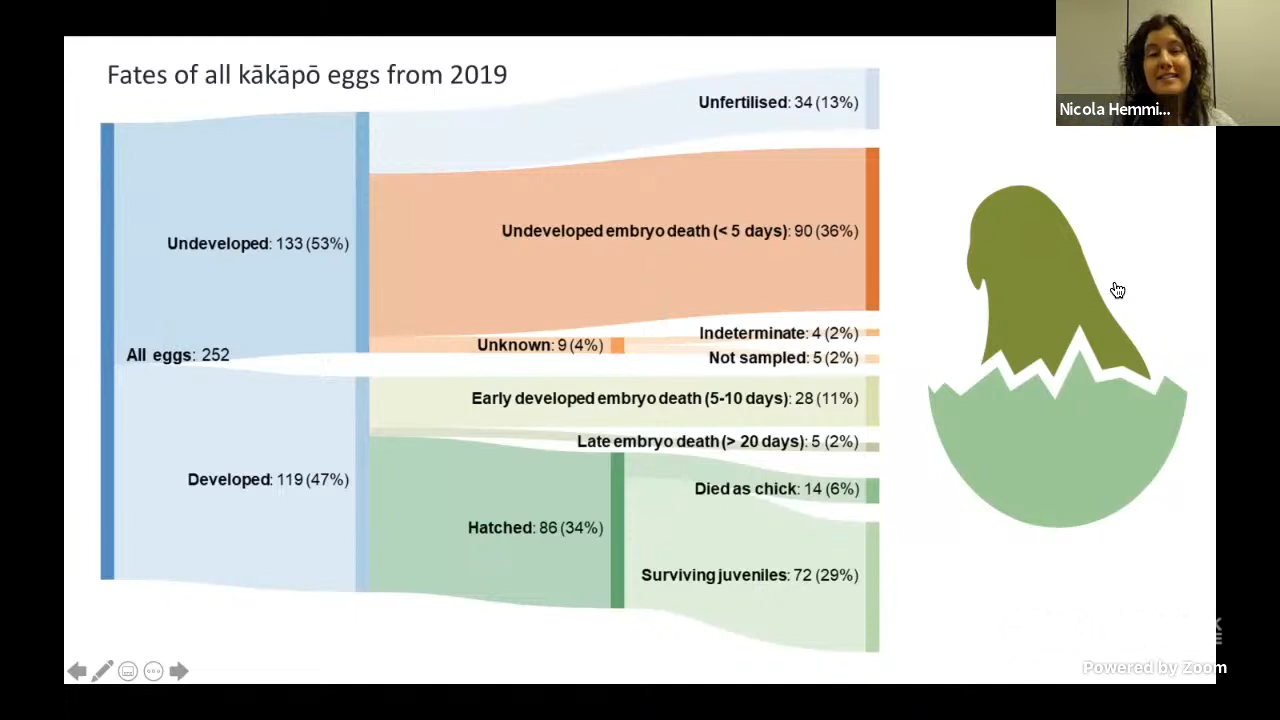 Fates of all kākāpō eggs from 2019
Nicola Hemmi...
Unfertilised: 34 (13%)
Undeveloped embryo death (< 5 days): 90 (36%)
Undeveloped: 133 (53%)
Indeterminate: 4 (2%)
Unknown: 9 (4%)
Not sampled: 5 (2%)
All eggs: 252
Early developed embryo death (5-10 days): 28 (11%)
Late embryo death (> 20 days): 5 (2%)
Developed: 119 (47%)
Died as chick: 14 (6%)
Hatched: 86 (34%)
Surviving juveniles: 72 (29%)
Powered by Zoom